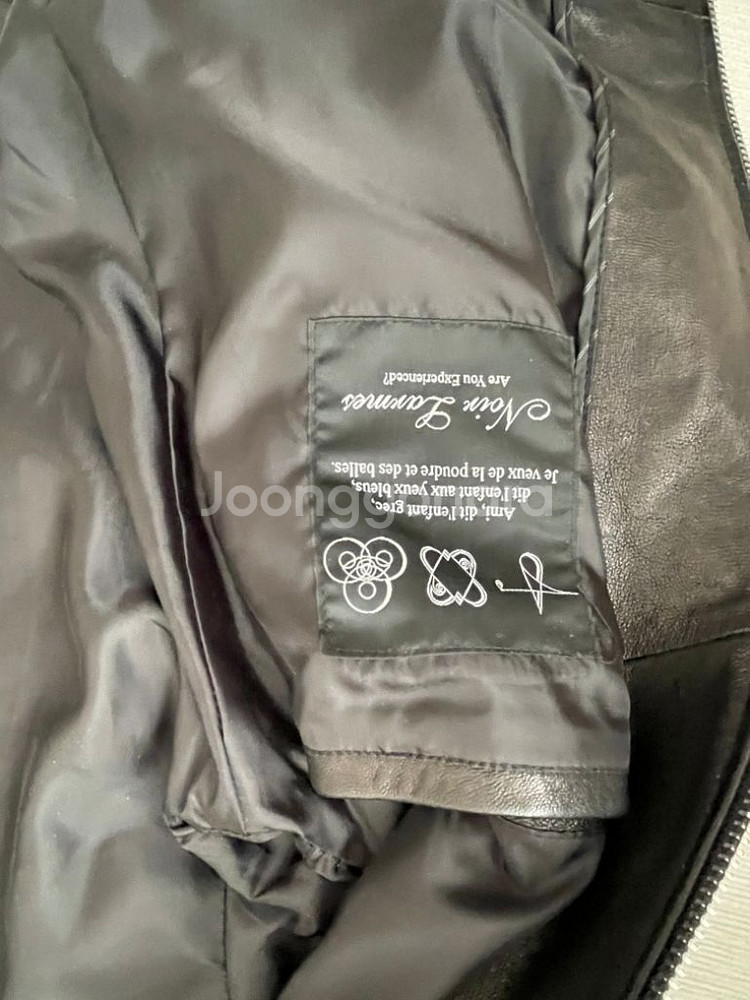 Noir Larmes
Are You Experienced?
Ami, dit l'enfant grec,
dit l'enfant aux yeux bleus,
Je veux de la poudre et des balles.
Joonggonara